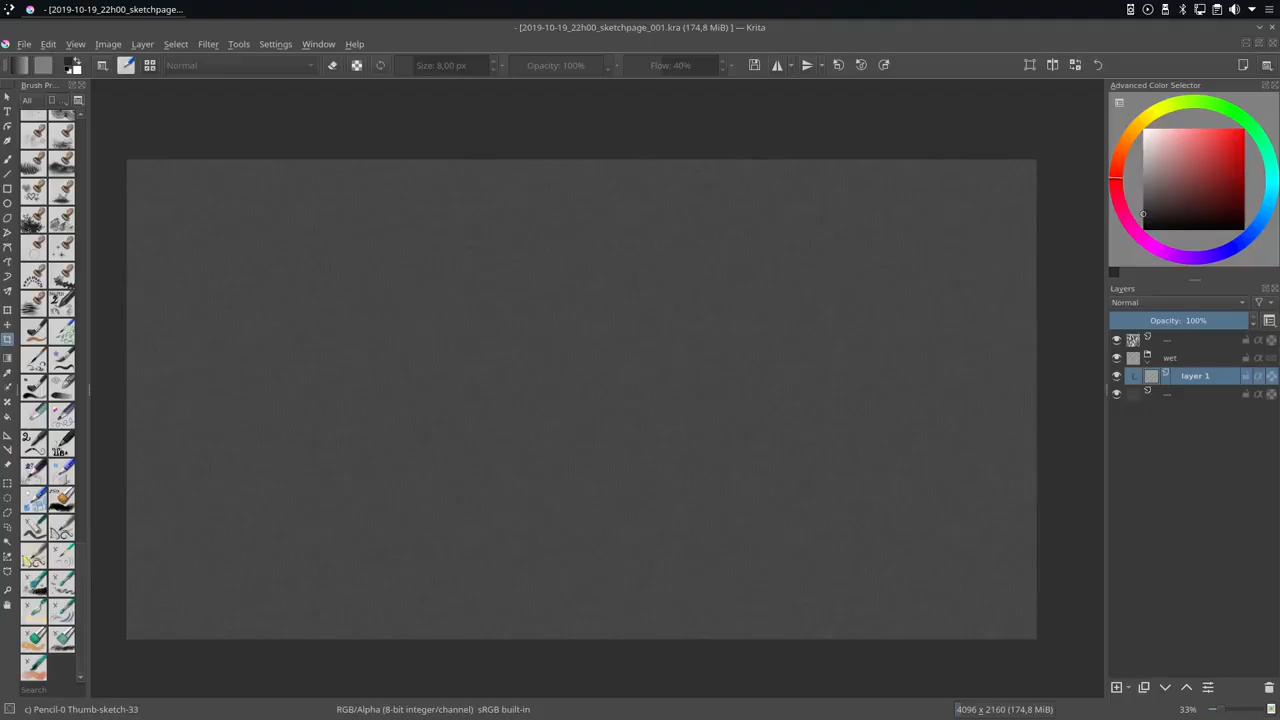 - [2019-10-19_22h00_sketchpage...
- [2019-10-19_22h00_sketchpage_001.kra (174,8 MiB) ] — Krita
File Edit View Image Layer Select Filter Tools Settings Window Help
Normal Size: 8,00 px Opacity: 100% Flow: 40%
Brush Pr...
All
Search
Advanced Color Selector
Layers
Normal
Opacity: 100%
...
wet
layer 1
...
c) Pencil-0 Thumb-sketch-33 RGB/Alpha (8-bit integer/channel) sRGB built-in 4096 x 2160 (174,8 MiB) 33%